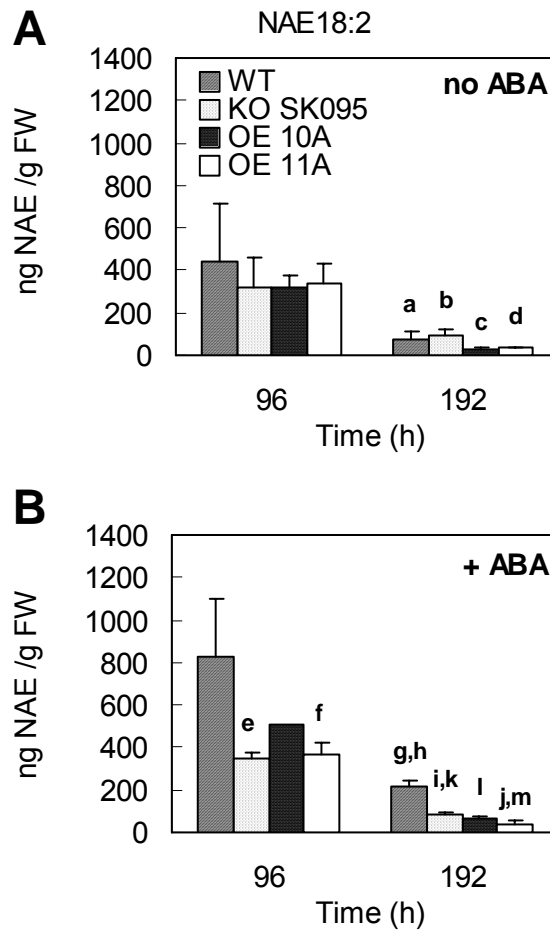 A
NAE18:2
ng NAE /g FW
1400
1200
1000
800
600
400
200
0
WT
KO SK095
OE 10A
OE 11A
no ABA
a
b
c
d
96
192
Time (h)
B
ng NAE /g FW
1400
1200
1000
800
600
400
200
0
+ ABA
e
f
g,h
i,k
l
j,m
96
192
Time (h)